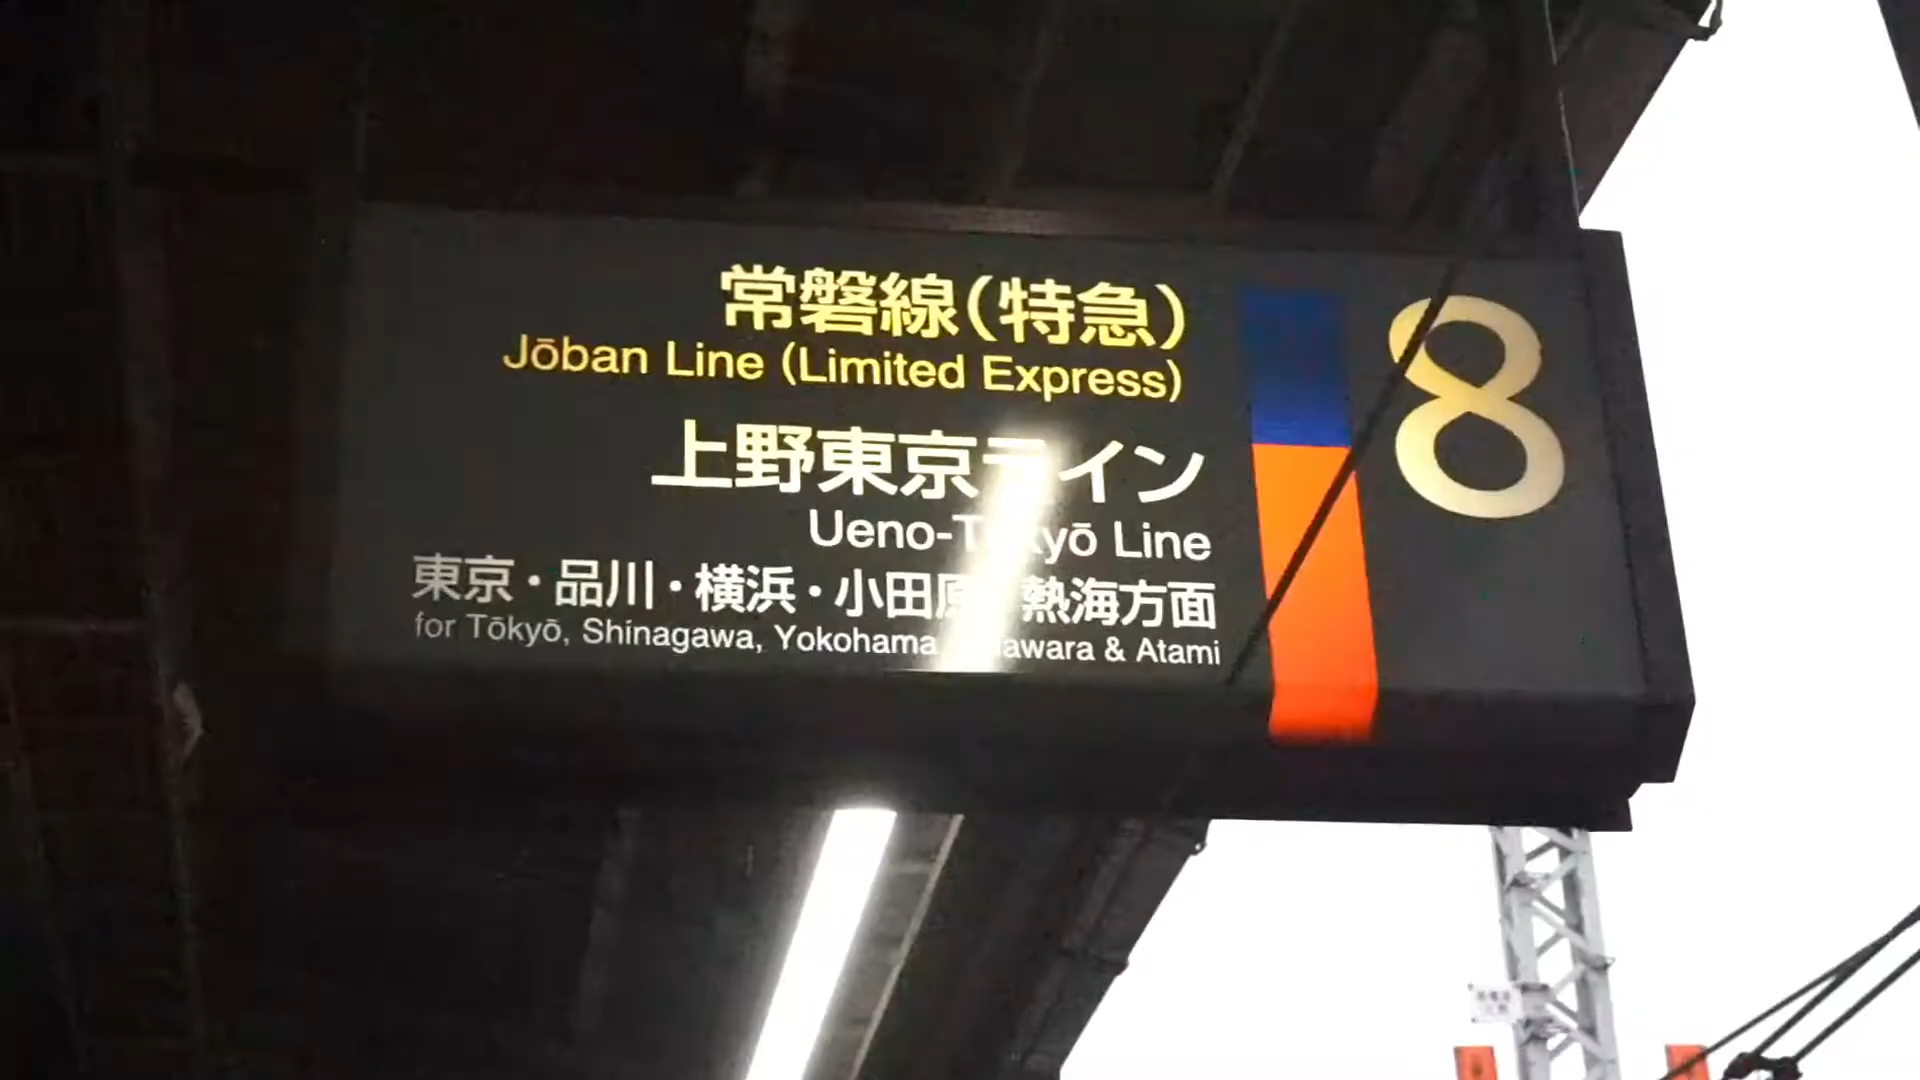 常磐線(特急)
Jōban Line (Limited Express)
8
上野東京ライン
Ueno-Tōkyō Line
東京・品川・横浜・小田原・熱海方面
for Tōkyō, Shinagawa, Yokohama, & Atami